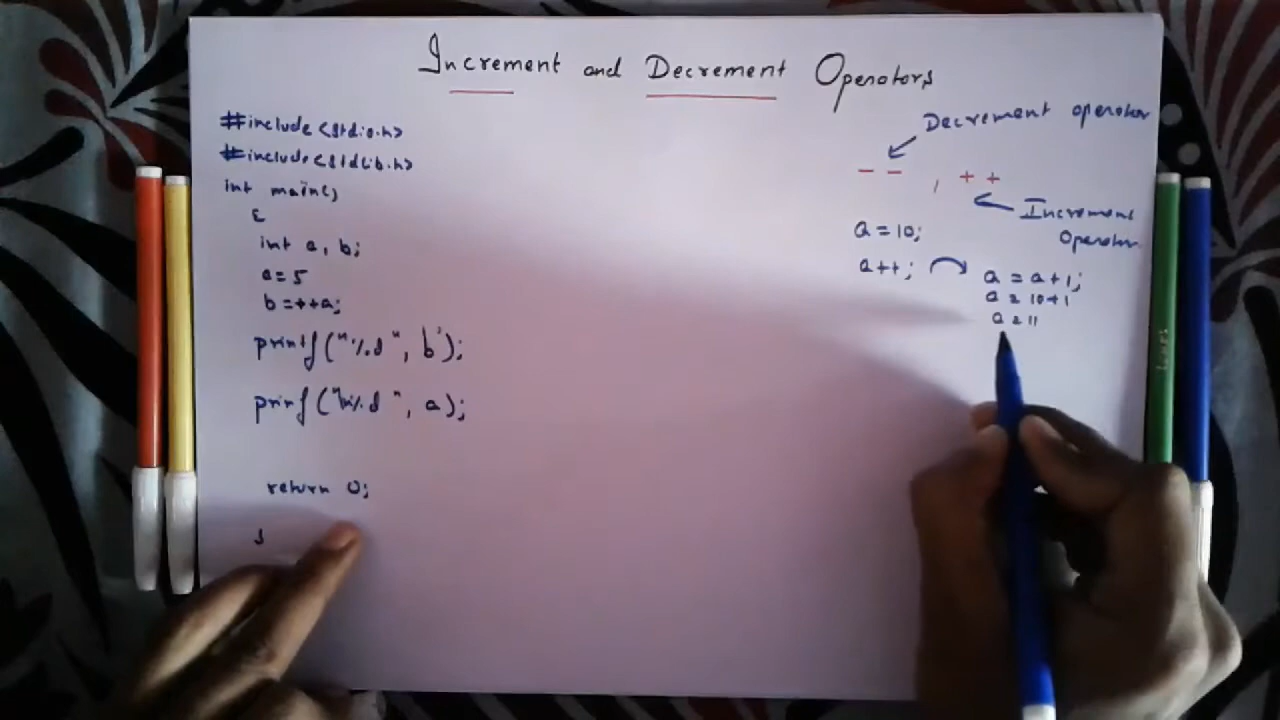 Increment and Decrement Operators
#include <stdio.h>
#include <stdlib.h>
int main()
{
int a, b;
a=5
b=++a;
printf("%d", b);
prinf("\n%d", a);
return 0;
}
Decrement operator
-- , ++
Increment
Operator
a = 10;
a++;
a = a+1;
a = 10+1
a = 11